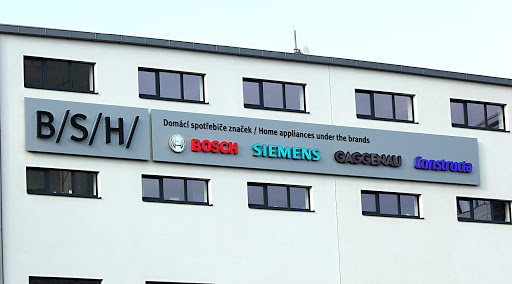 B/S/H/
Domácí spotřebiče značek / Home appliances under the brands
BOSCH SIEMENS GAGGENAU Constructa